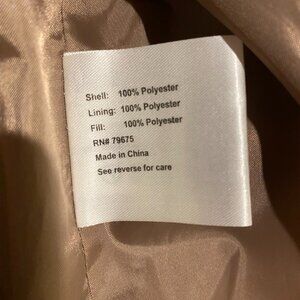 Shell: 100% Polyester
Lining: 100% Polyester
Fill: 100% Polyester
RN# 79675
Made in China
See reverse for care